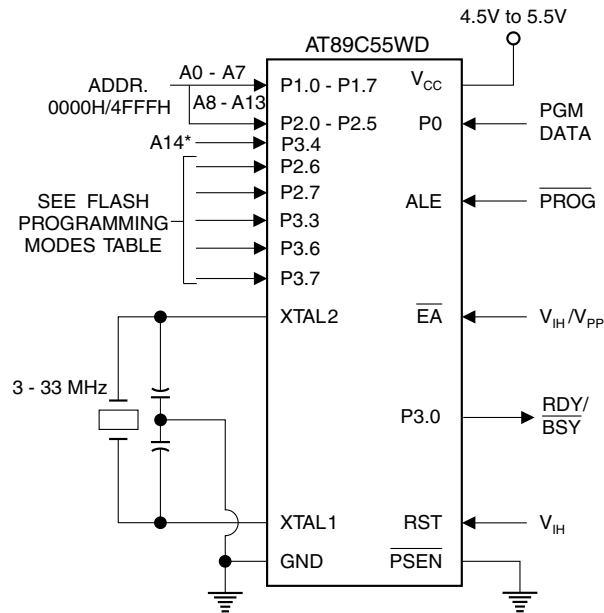 4.5V to 5.5V
AT89C55WD
ADDR.
0000H/4FFFH
A0 - A7
A8 - A13
A14*
SEE FLASH
PROGRAMMING
MODES TABLE
3 - 33 MHz
P1.0 - P1.7
P2.0 - P2.5
P3.4
P2.6
P2.7
P3.3
P3.6
P3.7
XTAL2
XTAL1
GND
VCC
P0
ALE
EA
P3.0
RST
PSEN
PGM
DATA
PROG
VIH/VPP
RDY/
BSY
VIH